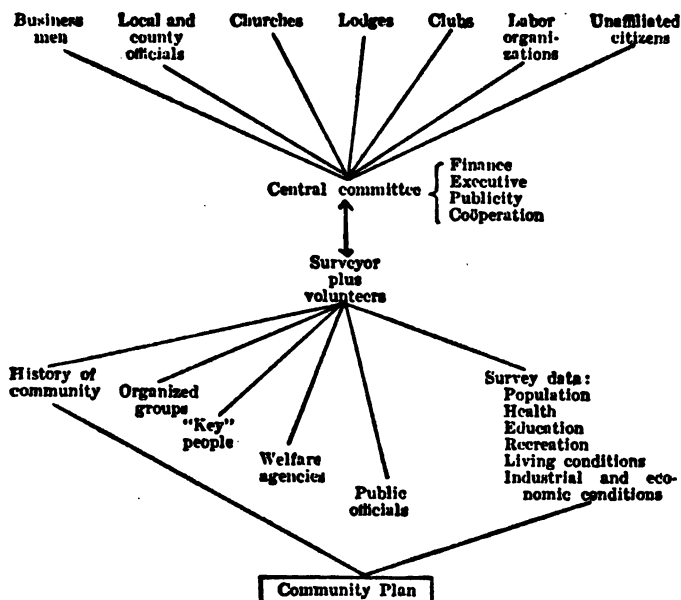 Business
men
Local and
county
officials
Churches
Lodges
Clubs
Labor
organi-
zations
Unaffiliated
citizens
Central committee
Finance
Executive
Publicity
Coöperation
Surveyor
plus
volunteers
History of
community
Organized
groups
"Key"
people
Welfare
agencies
Public
officials
Survey data:
Population
Health
Education
Recreation
Living conditions
Industrial and eco-
nomic conditions
Community Plan